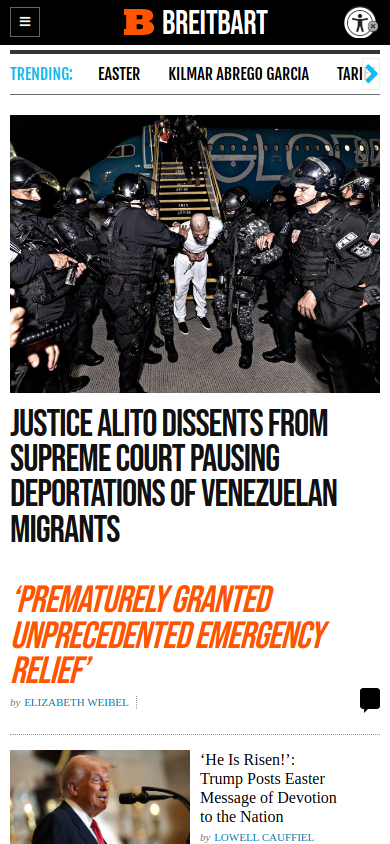 BREITBART
TRENDING:
EASTER
KILMAR ABREGO GARCIA
GLOBAL
JUSTICE ALITO DISSENTS FROM
SUPREME COURT PAUSING
DEPORTATIONS OF VENEZUELAN
MIGRANTS
‘PREMATURELY GRANTED
UNPRECEDENTED EMERGENCY
RELIEF’
by ELIZABETH WEIBEL
‘He Is Risen!’:
Trump Posts Easter
Message of Devotion
to the Nation
by LOWELL CAUFFIEL